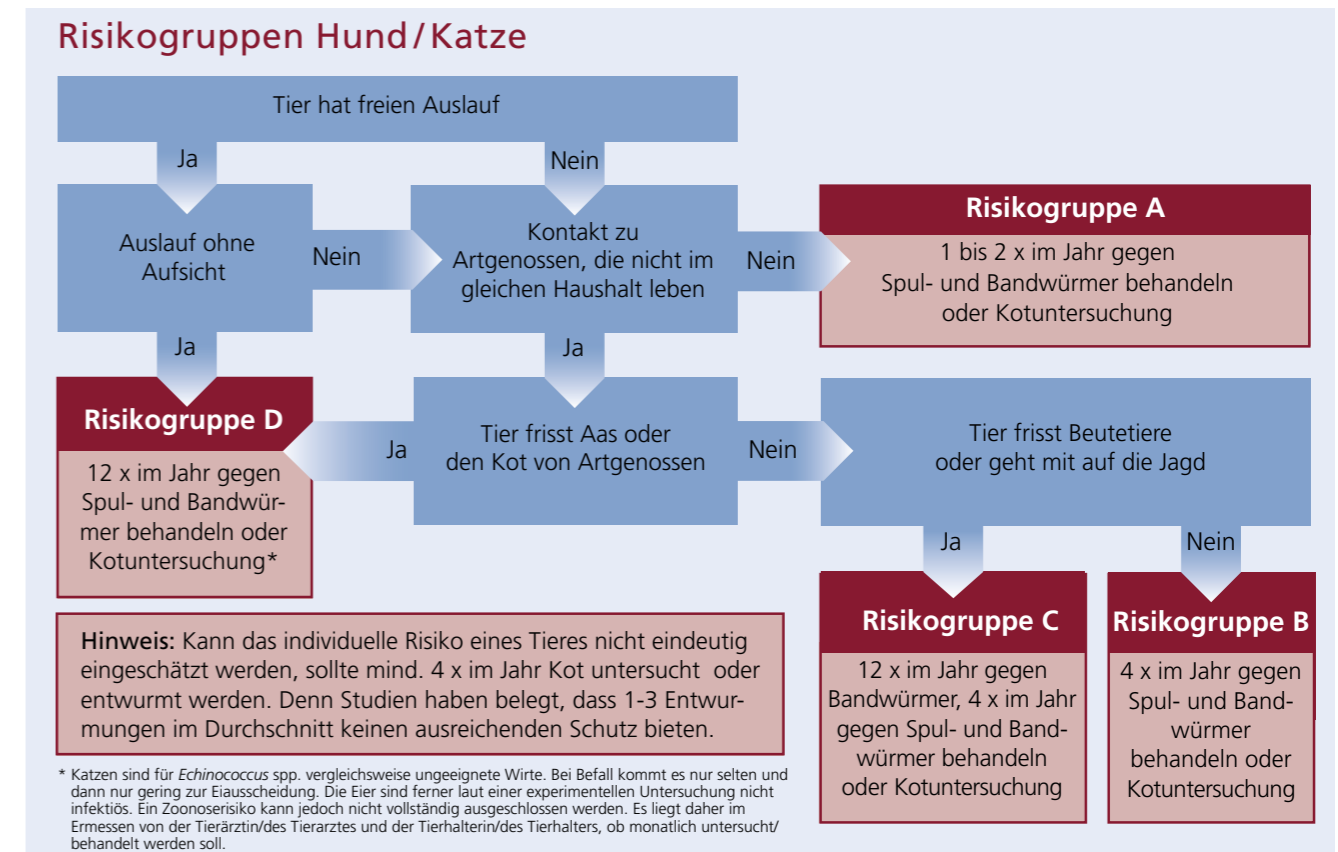 Risikogruppen Hund/Katze
Tier hat freien Auslauf
Ja
Nein
Auslauf ohne
Aufsicht
Nein
Kontakt zu
Artgenossen, die nicht im
gleichen Haushalt leben
Nein
Risikogruppe A
1 bis 2 x im Jahr gegen
Spul- und Bandwürmer behandeln
oder Kotuntersuchung
Ja
Ja
Risikogruppe D
12 x im Jahr gegen
Spul- und Bandwür-
mer behandeln oder
Kotuntersuchung*
Ja
Tier frisst Aas oder
den Kot von Artgenossen
Nein
Tier frisst Beutetiere
oder geht mit auf die Jagd
Ja
Nein
Risikogruppe C
12 x im Jahr gegen
Bandwürmer, 4 x im Jahr
gegen Spul- und Band-
würmer behandeln
oder Kotuntersuchung
Risikogruppe B
4 x im Jahr gegen
Spul- und Band-
würmer
behandeln oder
Kotuntersuchung
Hinweis: Kann das individuelle Risiko eines Tieres nicht eindeutig
eingeschätzt werden, sollte mind. 4 x im Jahr Kot untersucht oder
entwurmt werden. Denn Studien haben belegt, dass 1-3 Entwur-
mungen im Durchschnitt keinen ausreichenden Schutz bieten.
* Katzen sind für Echinococcus spp. vergleichsweise ungeeignete Wirte. Bei Befall kommt es nur selten und
dann nur gering zur Eiausscheidung. Die Eier sind ferner laut einer experimentellen Untersuchung nicht
infektiös. Ein Zoonoserisiko kann jedoch nicht vollständig ausgeschlossen werden. Es liegt daher im
Ermessen von der Tierärztin/des Tierarztes und der Tierhalterin/des Tierhalters, ob monatlich untersucht/
behandelt werden soll.